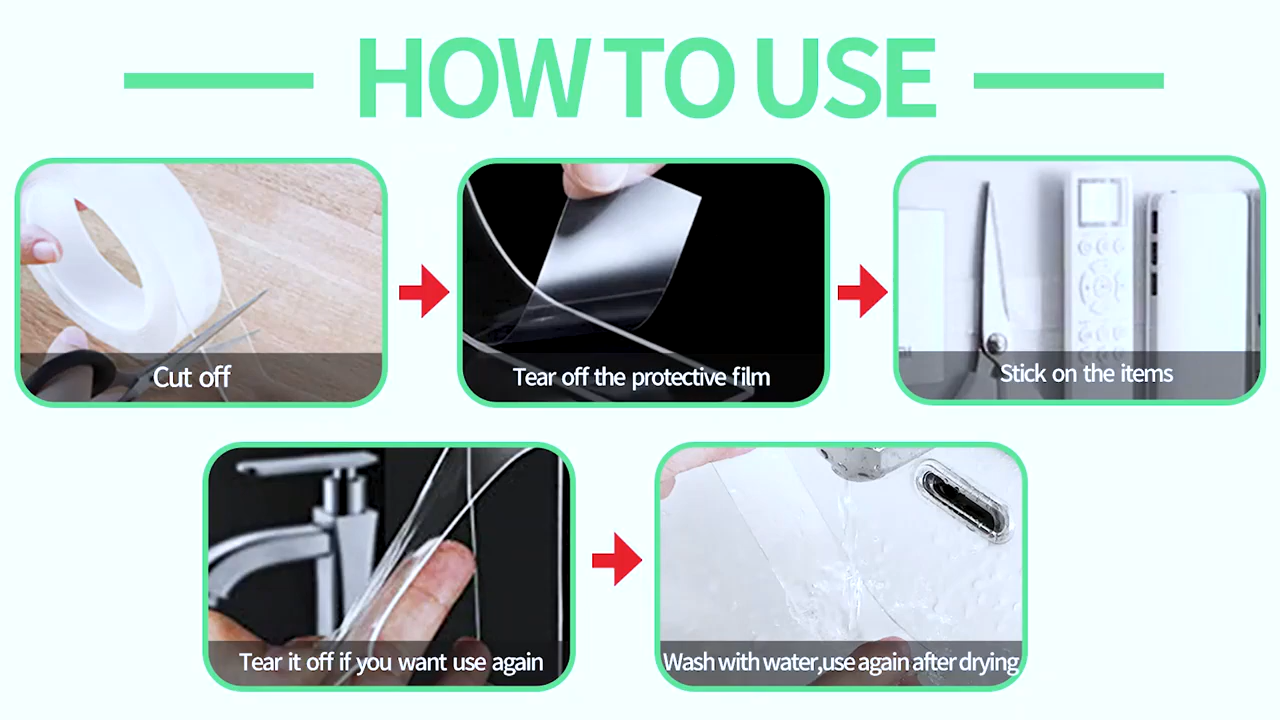 HOW TO USE
Cut off
Tear off the protective film
Stick on the items
Tear it off if you want use again
Wash with water,use again after drying